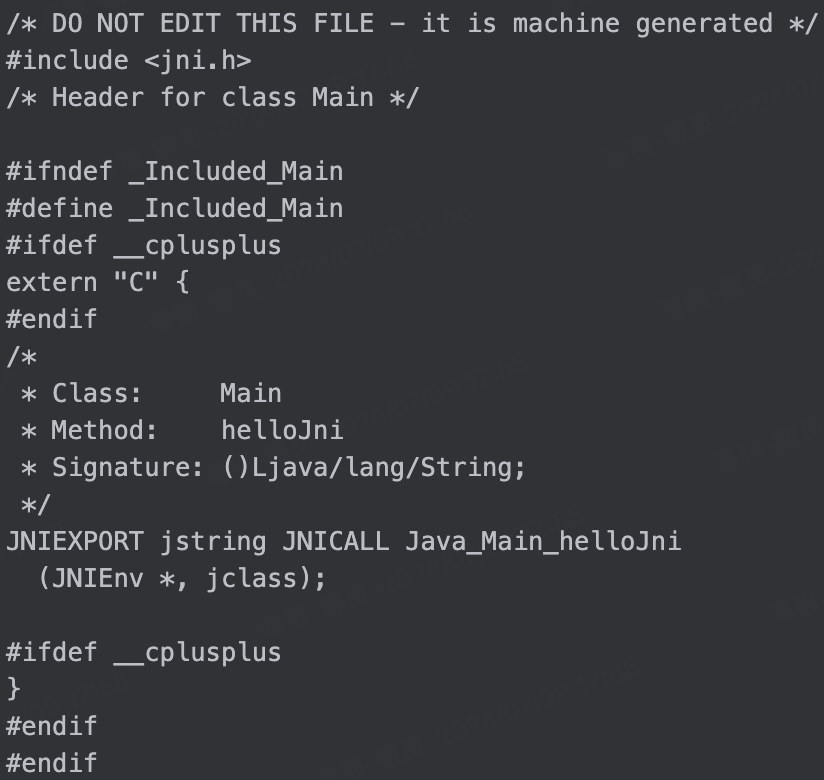 /* DO NOT EDIT THIS FILE – it is machine generated */
#include <jni.h>
/* Header for class Main */

#ifndef _Included_Main
#define _Included_Main
#ifdef __cplusplus
extern "C" {
#endif
/*
 * Class:     Main
 * Method:    helloJni
 * Signature: ()Ljava/lang/String;
 */
JNIEXPORT jstring JNICALL Java_Main_helloJni
  (JNIEnv *, jclass);

#ifdef __cplusplus
}
#endif
#endif